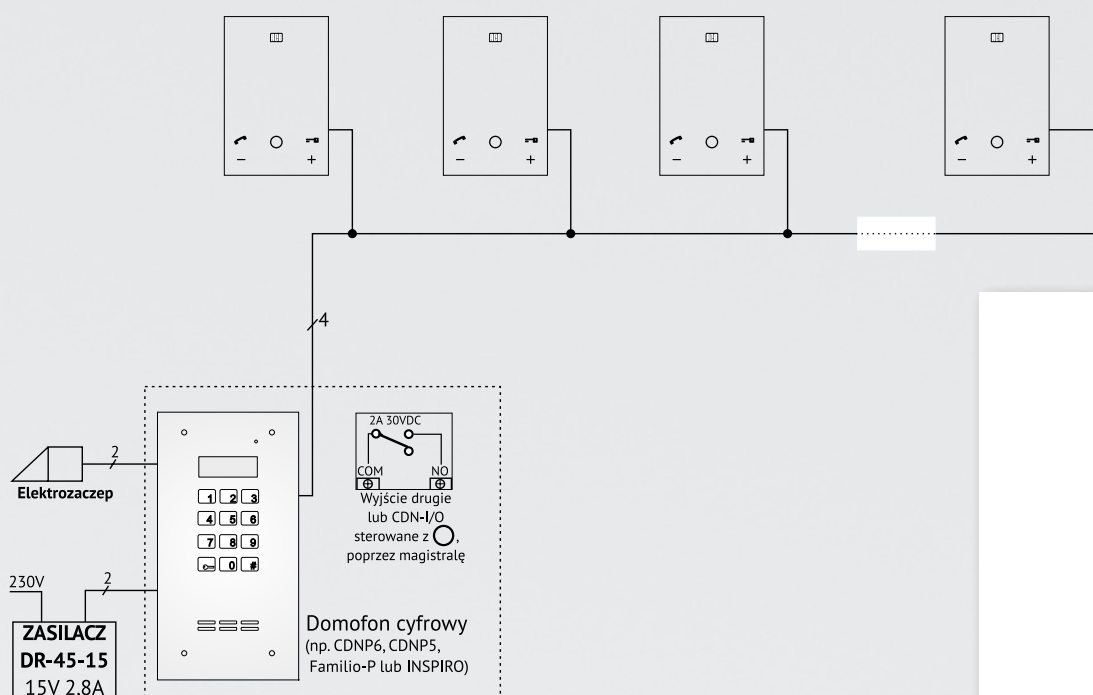 − +
− +
− +
− +
4
2A 30VDC
COM NO
Wyjście drugie
lub CDN-I/O
sterowane z ,
poprzez magistralę
2
Elektrozaczep
1 2 3
4 5 6
7 8 9
0 #
230V
2
ZASILACZ
DR-45-15
15V 2,8A
Domofon cyfrowy
(np. CDNP6, CDNP5,
Familio-P lub INSPIRO)